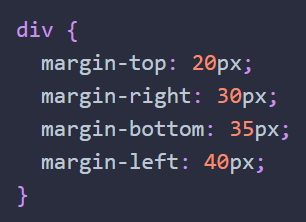 div {
  margin-top: 20px;
  margin-right: 30px;
  margin-bottom: 35px;
  margin-left: 40px;
}